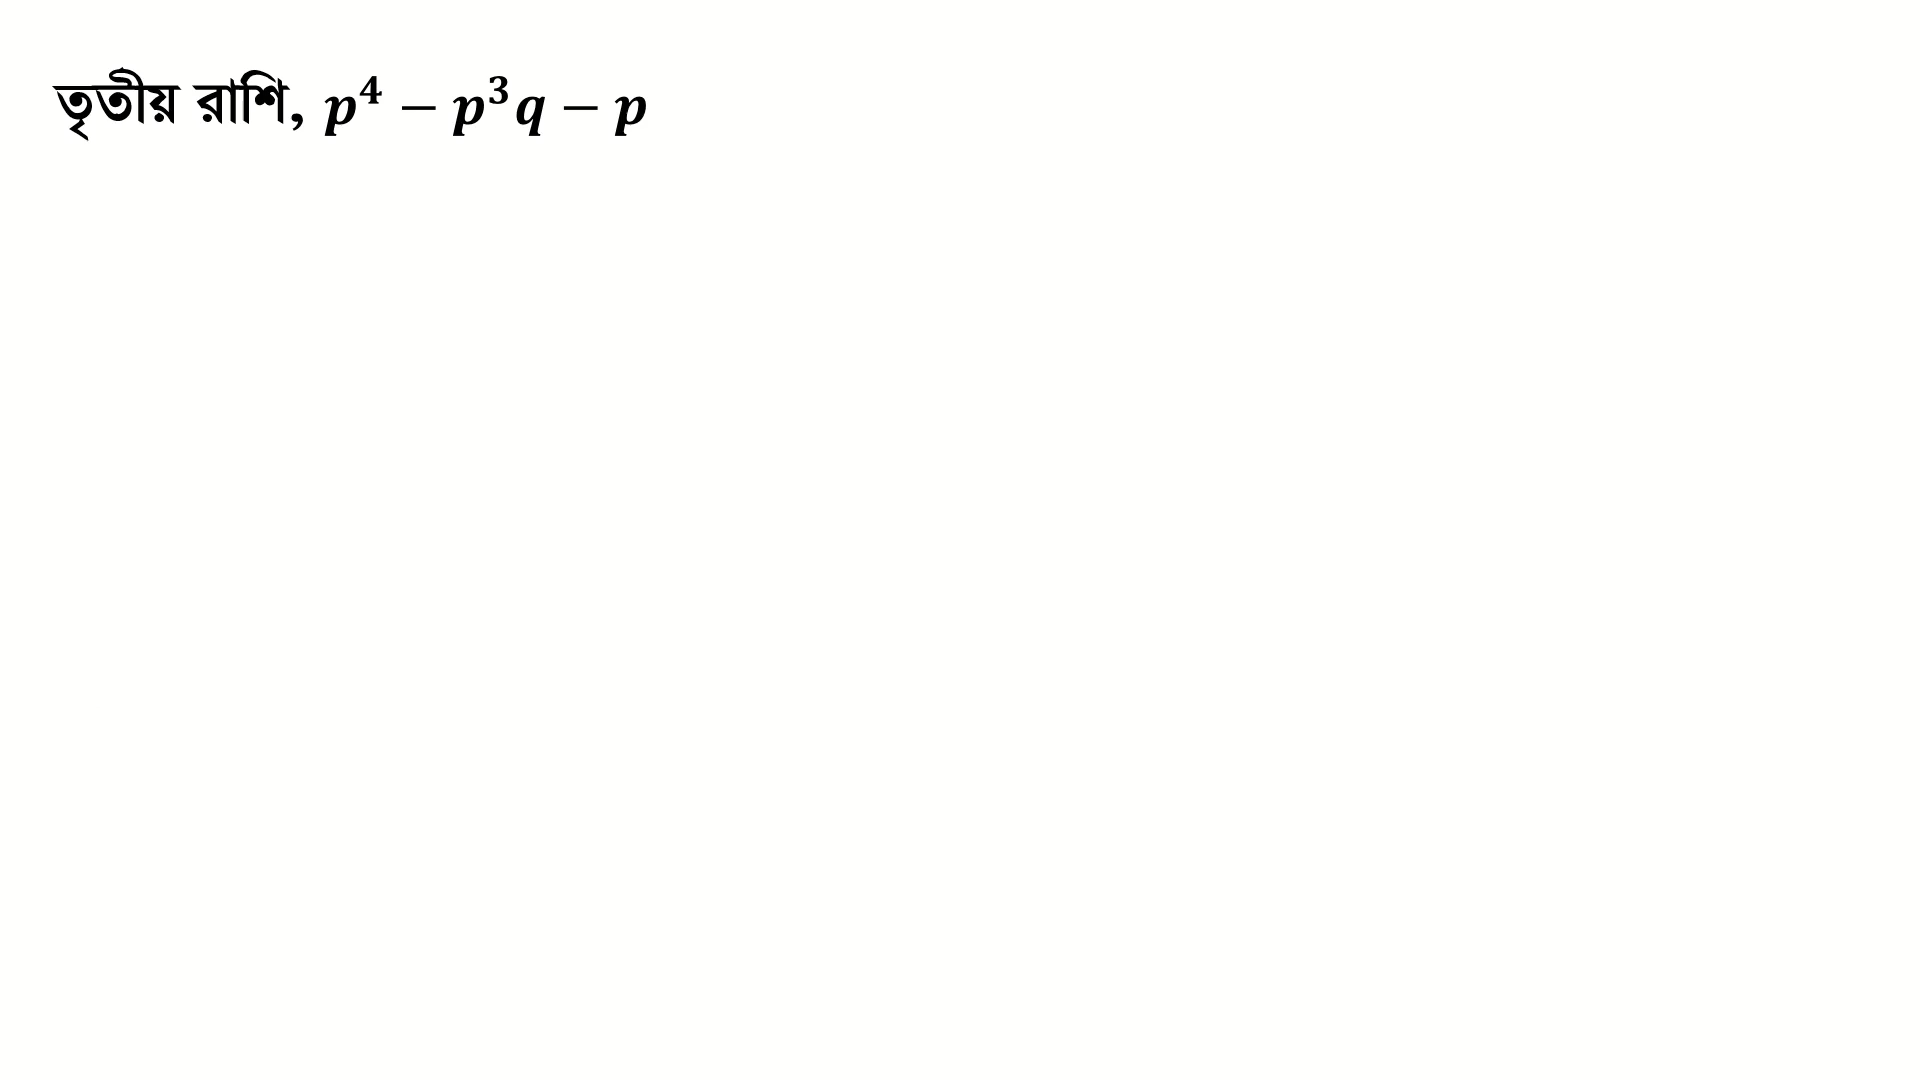 তৃতীয় রাশি, p⁴ − p³q − p